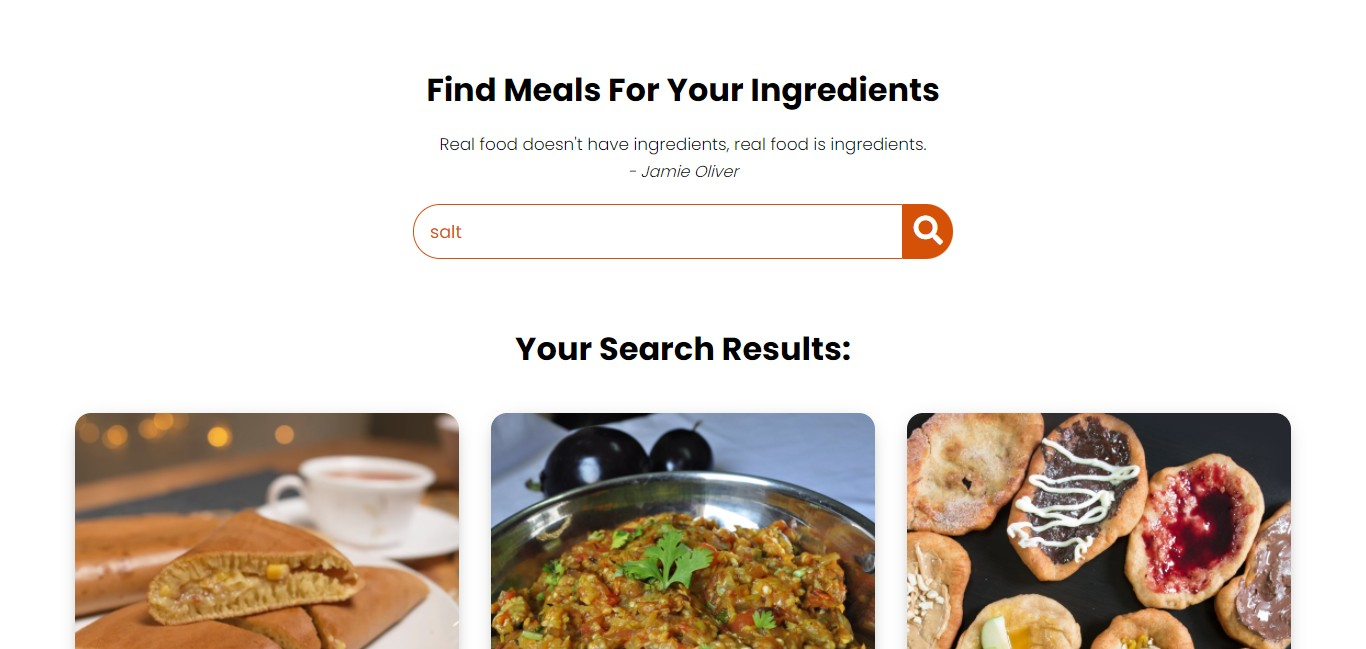 Find Meals For Your Ingredients
Real food doesn't have ingredients, real food is ingredients.
- Jamie Oliver
salt
Your Search Results: